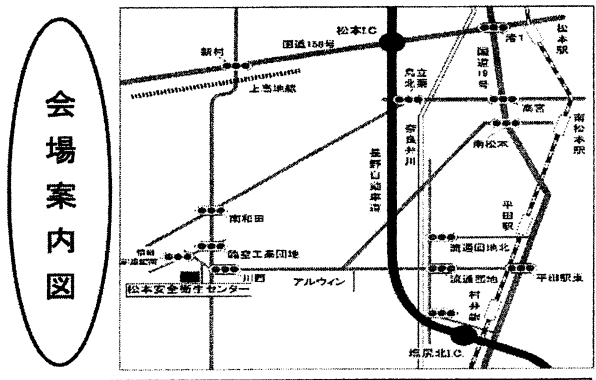 会場案内図
松本I.C.
国道158号
新村
上高地線
渚1
松本駅
国道19号
島立
北栗
高宮
南松本
南松本駅
奈良井川
長野自動車道
南和田
平田駅
臨空工業団地
流通団地北
川西
アルウィン
流通団地
平田駅東
松本安全衛生センター
村井駅
塩尻北I.C.